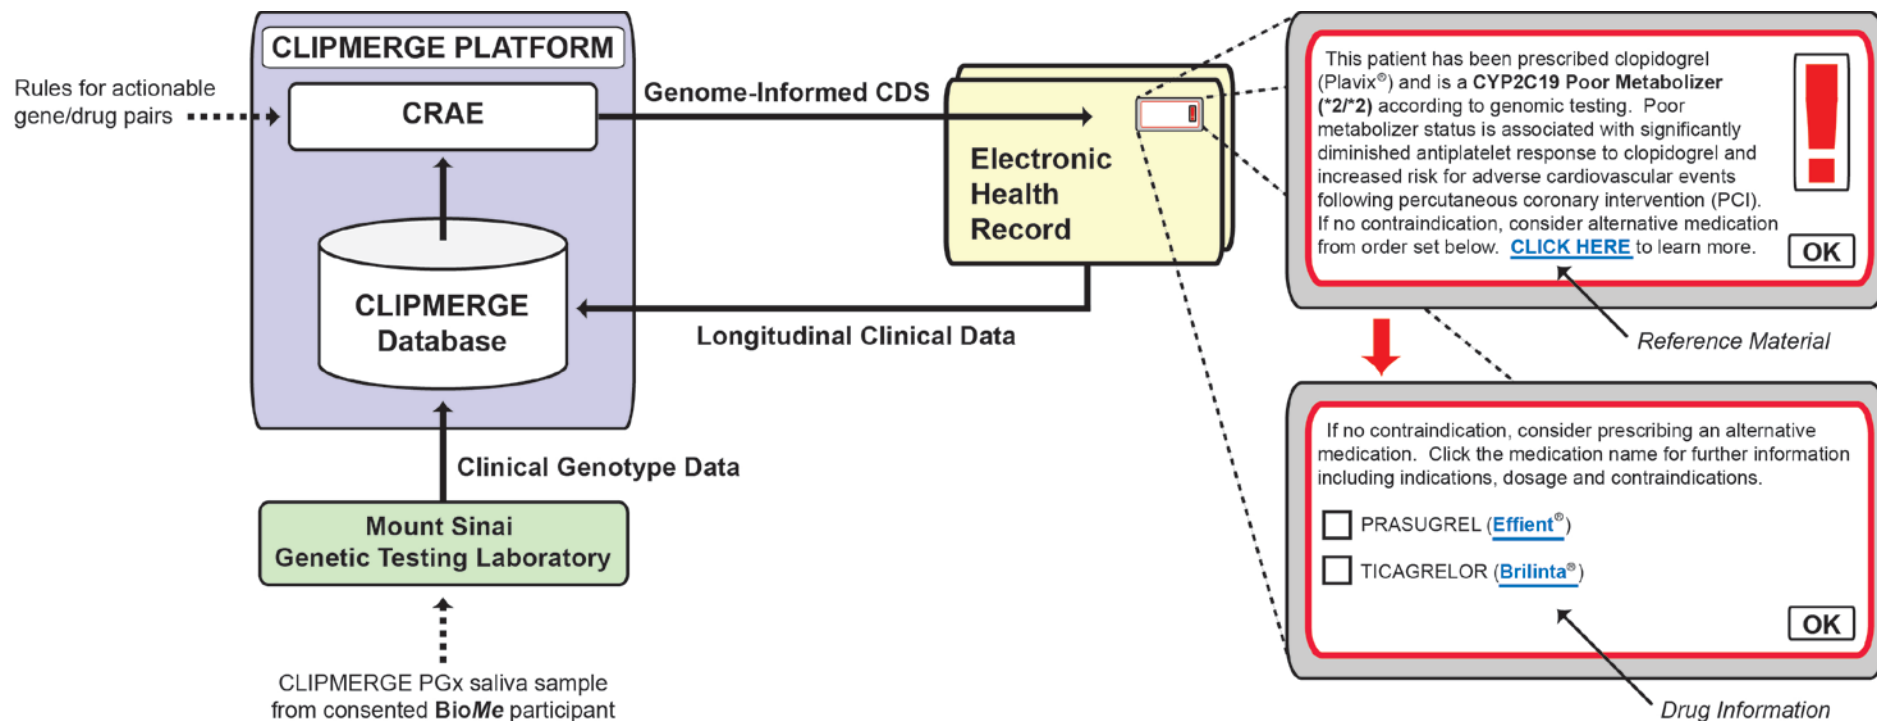 CLIPMERGE PLATFORM
Rules for actionable
gene/drug pairs
CRAE
Genome-Informed CDS
Electronic
Health
Record
CLIPMERGE
Database
Longitudinal Clinical Data
Clinical Genotype Data
Mount Sinai
Genetic Testing Laboratory
CLIPMERGE PGx saliva sample
from consented BioMe participant
This patient has been prescribed clopidogrel
(Plavix®) and is a CYP2C19 Poor Metabolizer
(*2/*2) according to genomic testing. Poor
metabolizer status is associated with significantly
diminished antiplatelet response to clopidogrel and
increased risk for adverse cardiovascular events
following percutaneous coronary intervention (PCI).
If no contraindication, consider alternative medication
from order set below. CLICK HERE to learn more.
!
OK
Reference Material
If no contraindication, consider prescribing an alternative
medication. Click the medication name for further information
including indications, dosage and contraindications.
PRASUGREL (Effient®)
TICAGRELOR (Brilinta®)
OK
Drug Information